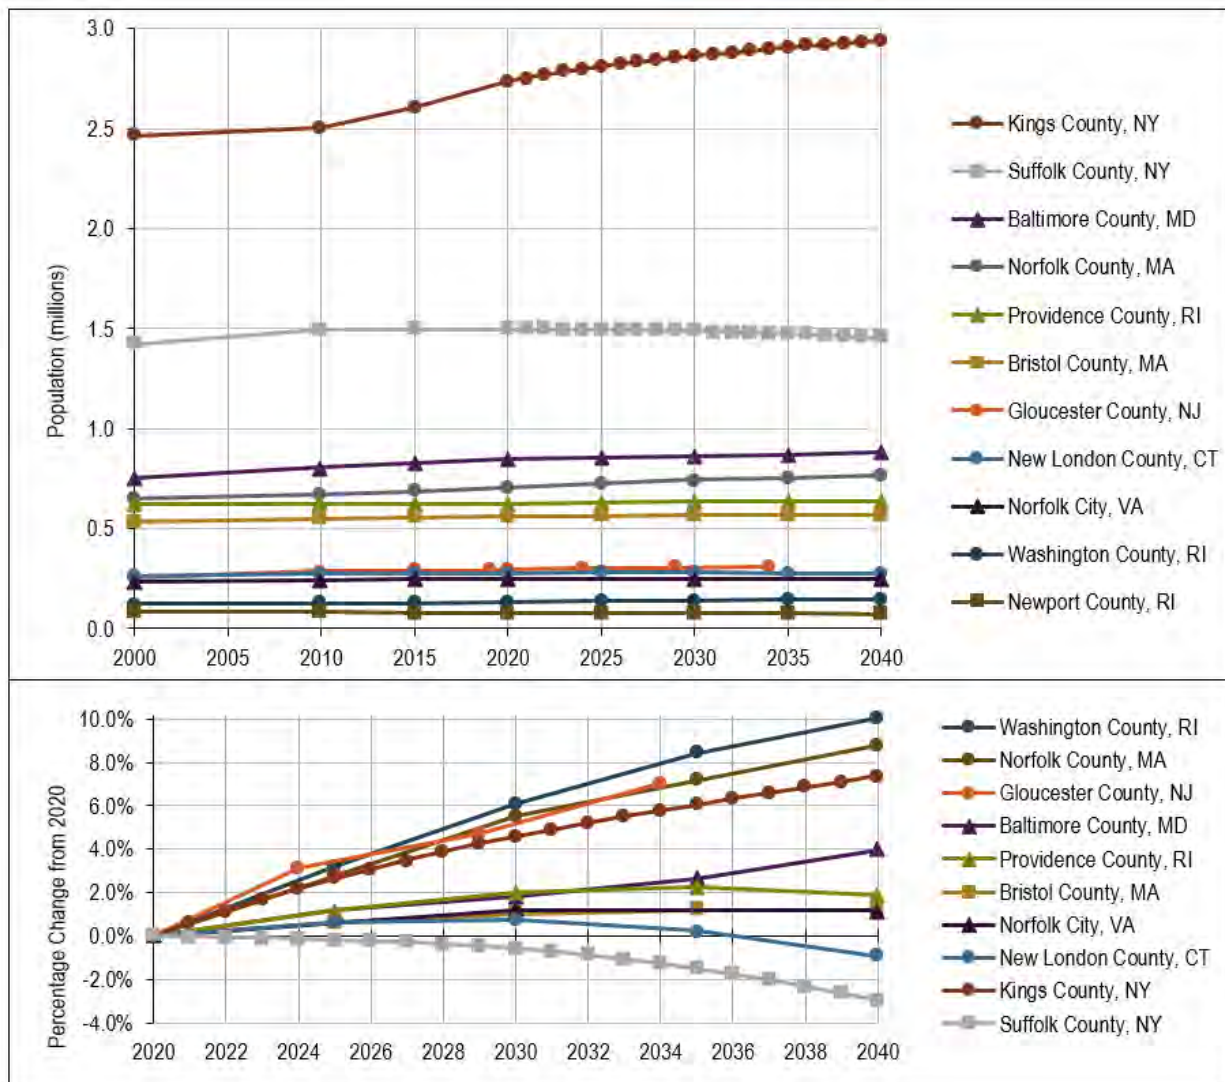 3.0
2.5
2.0
1.5
1.0
0.5
0.0
Population (millions)
2000 2005 2010 2015 2020 2025 2030 2035 2040
Kings County, NY
Suffolk County, NY
Baltimore County, MD
Norfolk County, MA
Providence County, RI
Bristol County, MA
Gloucester County, NJ
New London County, CT
Norfolk City, VA
Washington County, RI
Newport County, RI
10.0%
8.0%
6.0%
4.0%
2.0%
0.0%
-2.0%
-4.0%
Percentage Change from 2020
2020 2022 2024 2026 2028 2030 2032 2034 2036 2038 2040
Washington County, RI
Norfolk County, MA
Gloucester County, NJ
Baltimore County, MD
Providence County, RI
Bristol County, MA
Norfolk City, VA
New London County, CT
Kings County, NY
Suffolk County, NY